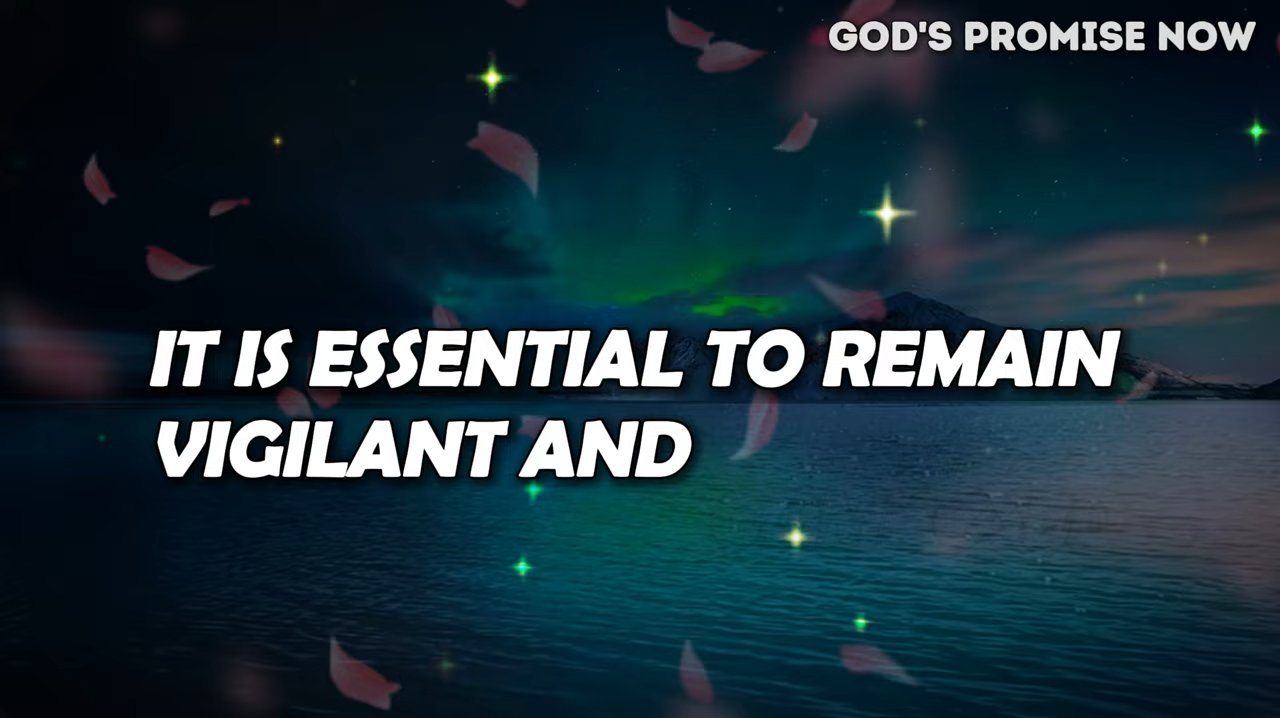 GOD'S PROMISE NOW
IT IS ESSENTIAL TO REMAIN
VIGILANT AND